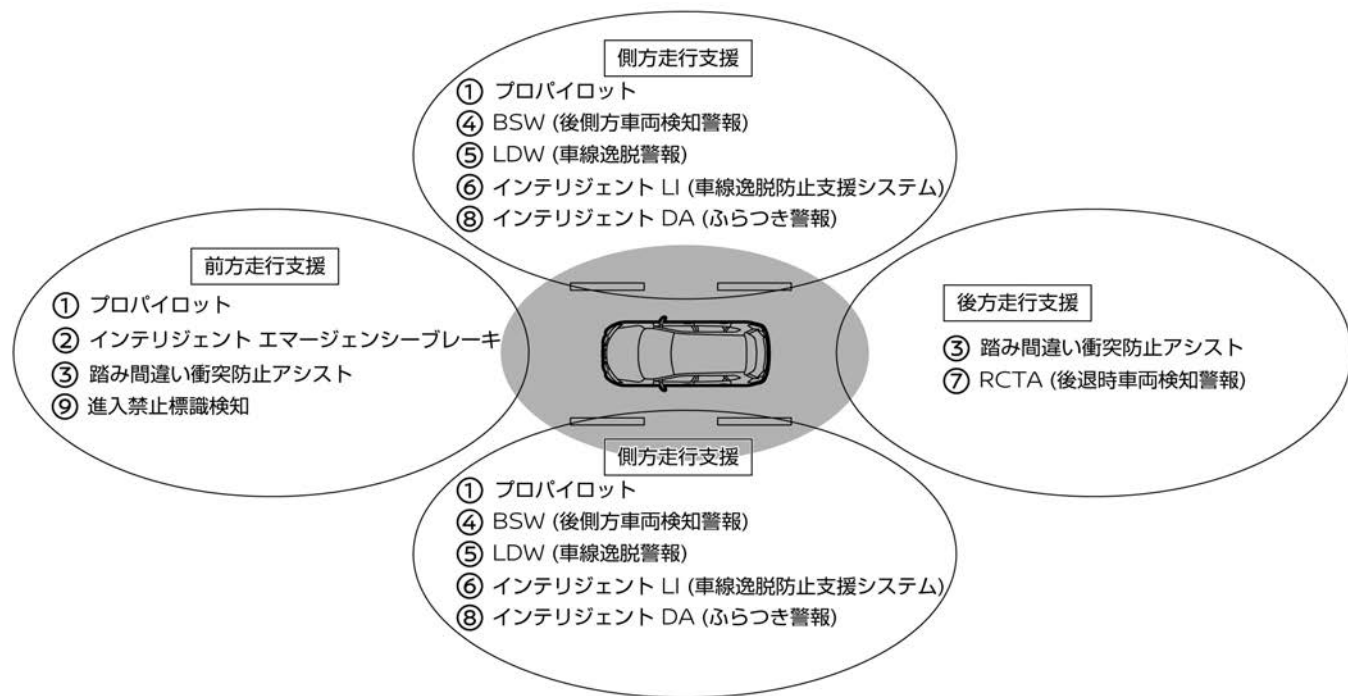 側方走行支援
① プロパイロット
④ BSW (後側方車両検知警報)
⑤ LDW (車線逸脱警報)
⑥ インテリジェント LI (車線逸脱防止支援システム)
⑧ インテリジェント DA (ふらつき警報)
前方走行支援
① プロパイロット
② インテリジェント エマージェンシーブレーキ
③ 踏み間違い衝突防止アシスト
⑨ 進入禁止標識検知
後方走行支援
③ 踏み間違い衝突防止アシスト
⑦ RCTA (後退時車両検知警報)
側方走行支援
① プロパイロット
④ BSW (後側方車両検知警報)
⑤ LDW (車線逸脱警報)
⑥ インテリジェント LI (車線逸脱防止支援システム)
⑧ インテリジェント DA (ふらつき警報)